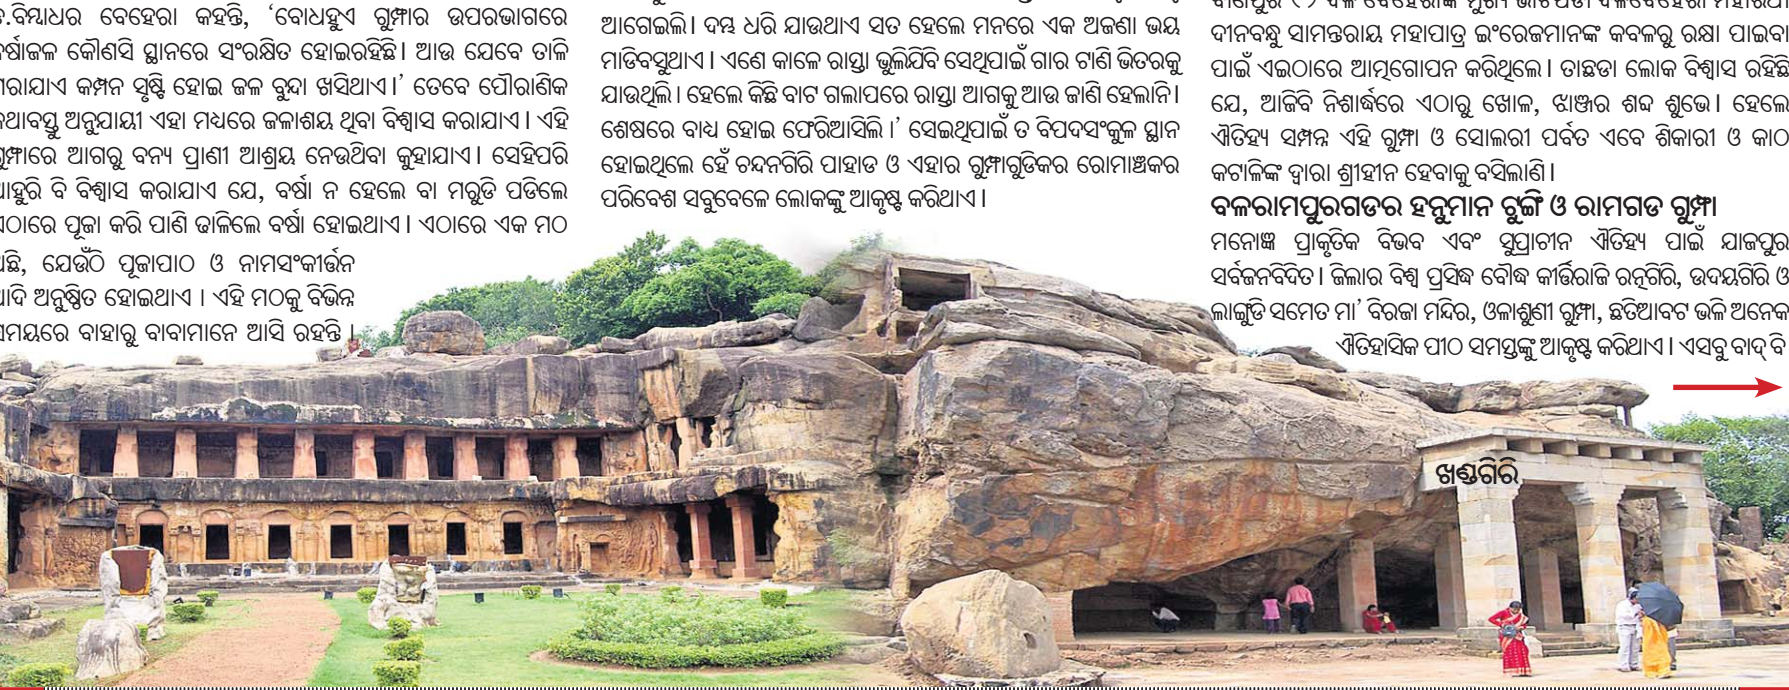 ବେହେରା କହନ୍ତି, ‘ବୋଧହୁଏ ଗୁମ୍ଫାର ଉପରଭାଗରେ
ବର୍ଷାଜଳ କୌଣସି ସ୍ଥାନରେ ସଂରକ୍ଷିତ ହୋଇରହିଛି। ଆଉ ଯେବେ ତାଳି
ମରାଯାଏ କମ୍ପନ ସୃଷ୍ଟି ହୋଇ ଜଳ ବୁନ୍ଦା ଖସିଥାଏ।’ ତେବେ ପୌରାଣିକ
କଥାବସ୍ତୁ ଅନୁଯାୟୀ ଏହା ମଧ୍ୟରେ ଜଳାଶୟ ଥିବା ବିଶ୍ୱାସ କରାଯାଏ। ଏହି
ଗୁମ୍ଫାରେ ଆଗରୁ ବନ୍ୟ ପ୍ରାଣୀ ଆଶ୍ରୟ ନେଉଥିବା କୁହାଯାଏ। ସେହିପରି
ଆହୁରି ବି ବିଶ୍ୱାସ କରାଯାଏ ଯେ, ବର୍ଷା ନ ହେଲେ ବା ମରୁଡି ପଡିଲେ
ଏଠାରେ ପୂଜା କରି ପାଣି ଢାଳିଲେ ବର୍ଷା ହୋଇଥାଏ। ଏଠାରେ ଏକ ମଠ
ଅଛି, ଯେଉଁଠି ପୂଜାପାଠ ଓ ନାମସଂକୀର୍ତ୍ତନ
ଆଦି ଅନୁଷ୍ଠିତ ହୋଇଥାଏ। ଏହି ମଠକୁ ବିଭିନ୍ନ
ସମୟରେ ବାହାରୁ ବାବାମାନେ ଆସି ରହନ୍ତି।
ଆଗେଇଲି। ଦମ୍ଭ ଧରି ଯାଉଥାଏ ସତ ହେଲେ ମନରେ ଏକ ଅଜଣା ଭୟ
ମାଡିବସୁଥାଏ। ଏଣେ କାଳେ ରାସ୍ତା ଭୁଲିଯିବି ସେଥିପାଇଁ ଗାର ଟାଣି ଭିତରକୁ
ଯାଉଥିଲି। ହେଲେ କିଛି ବାଟ ଗଲାପରେ ରାସ୍ତା ଆଗକୁ ଆଉ ଜାଣି ହେଲାନି।
ଶେଷରେ ବାଧ୍ୟ ହୋଇ ଫେରିଆସିଲି।’ ସେଇଥିପାଇଁ ତ ବିପଦସଂକୁଳ ସ୍ଥାନ
ହୋଇଥିଲେ ହେଁ ଚନ୍ଦନଗିରି ପାହାଡ ଓ ଏହାର ଗୁମ୍ଫାଗୁଡିକର ରୋମାଞ୍ଚକର
ପରିବେଶ ସବୁବେଳେ ଲୋକଙ୍କୁ ଆକୃଷ୍ଟ କରିଥାଏ।
ଦୀନବନ୍ଧୁ ସାମନ୍ତରାୟ ମହାପାତ୍ର ଇଂରେଜମାନଙ୍କ କବଳରୁ ରକ୍ଷା ପାଇବା
ପାଇଁ ଏଇଠାରେ ଆତ୍ମଗୋପନ କରିଥିଲେ। ତାଛଡା ଲୋକ ବିଶ୍ୱାସ ରହିଛି
ଯେ, ଆଜିବି ନିଶାର୍ଦ୍ଧରେ ଏଠାରୁ ଖୋଳ, ଝାଞ୍ଜର ଶବ୍ଦ ଶୁଭେ। ହେଲେ
ଐତିହ୍ୟ ସମ୍ପନ୍ନ ଏହି ଗୁମ୍ଫା ଓ ସୋଲରୀ ପର୍ବତ ଏବେ ଶିକାରୀ ଓ କାଠ
କଟାଳିଙ୍କ ଦ୍ୱାରା ଶ୍ରୀହୀନ ହେବାକୁ ବସିଲାଣି।
ବଳରାମପୁରଗଡର ହନୁମାନ ଟୁଙ୍ଗି ଓ ରାମଗଡ ଗୁମ୍ଫା
ମନୋଜ୍ଞ ପ୍ରାକୃତିକ ବିଭବ ଏବଂ ସୁପ୍ରାଚୀନ ଐତିହ୍ୟ ପାଇଁ ଯାଜପୁର
ସର୍ବଜନବିଦିତ। ଜିଲାର ବିଶ୍ୱ ପ୍ରସିଦ୍ଧ ବୌଦ୍ଧ କୀର୍ତ୍ତିରାଜି ରତ୍ନଗିରି, ଉଦୟଗିରି ଓ
ଲାଙ୍ଗୁଡି ସମେତ ମା’ ବିରଜା ମନ୍ଦିର, ଓଳାଶୁଣୀ ଗୁମ୍ଫା, ଛତିଆବଟ ଭଳି ଅନେକ
ଐତିହାସିକ ପୀଠ ସମସ୍ତଙ୍କୁ ଆକୃଷ୍ଟ କରିଥାଏ। ଏସବୁ ବାଦ୍ ବି
ଖଣ୍ଡଗିରି